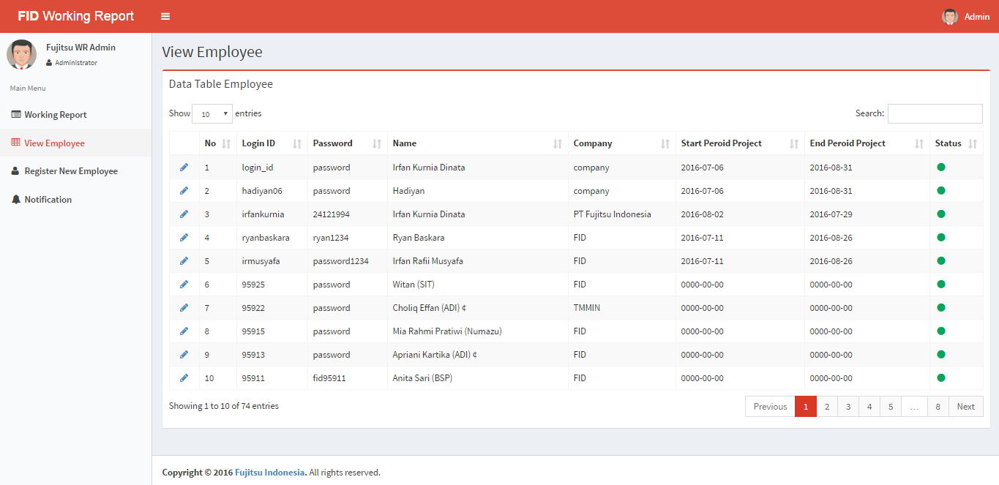 FID Working Report
Admin
Fujitsu WR Admin
Administrator
Main Menu
Working Report
View Employee
Register New Employee
Notification
View Employee
Data Table Employee
Show 10 entries
Search:
No Login ID Password Name Company Start Peroid Project End Peroid Project Status
1 login_id password Irfan Kurnia Dinata company 2016-07-06 2016-08-31
2 hadiyan06 password Hadiyan company 2016-07-06 2016-08-31
3 irfankurnia 24121994 Irfan Kurnia Dinata PT Fujitsu Indonesia 2016-08-02 2016-07-29
4 ryanbaskara ryan1234 Ryan Baskara FID 2016-07-11 2016-08-26
5 irmusyafa password1234 Irfan Rafii Musyafa FID 2016-07-11 2016-08-26
6 95925 password Witan (SIT) FID 0000-00-00 0000-00-00
7 95922 password Choliq Effan (ADI) ¢ TMMIN 0000-00-00 0000-00-00
8 95915 password Mia Rahmi Pratiwi (Numazu) FID 0000-00-00 0000-00-00
9 95913 password Apriani Kartika (ADI) ¢ FID 0000-00-00 0000-00-00
10 95911 fid95911 Anita Sari (BSP) FID 0000-00-00 0000-00-00
Showing 1 to 10 of 74 entries
Previous 1 2 3 4 5 … 8 Next
Copyright © 2016 Fujitsu Indonesia. All rights reserved.